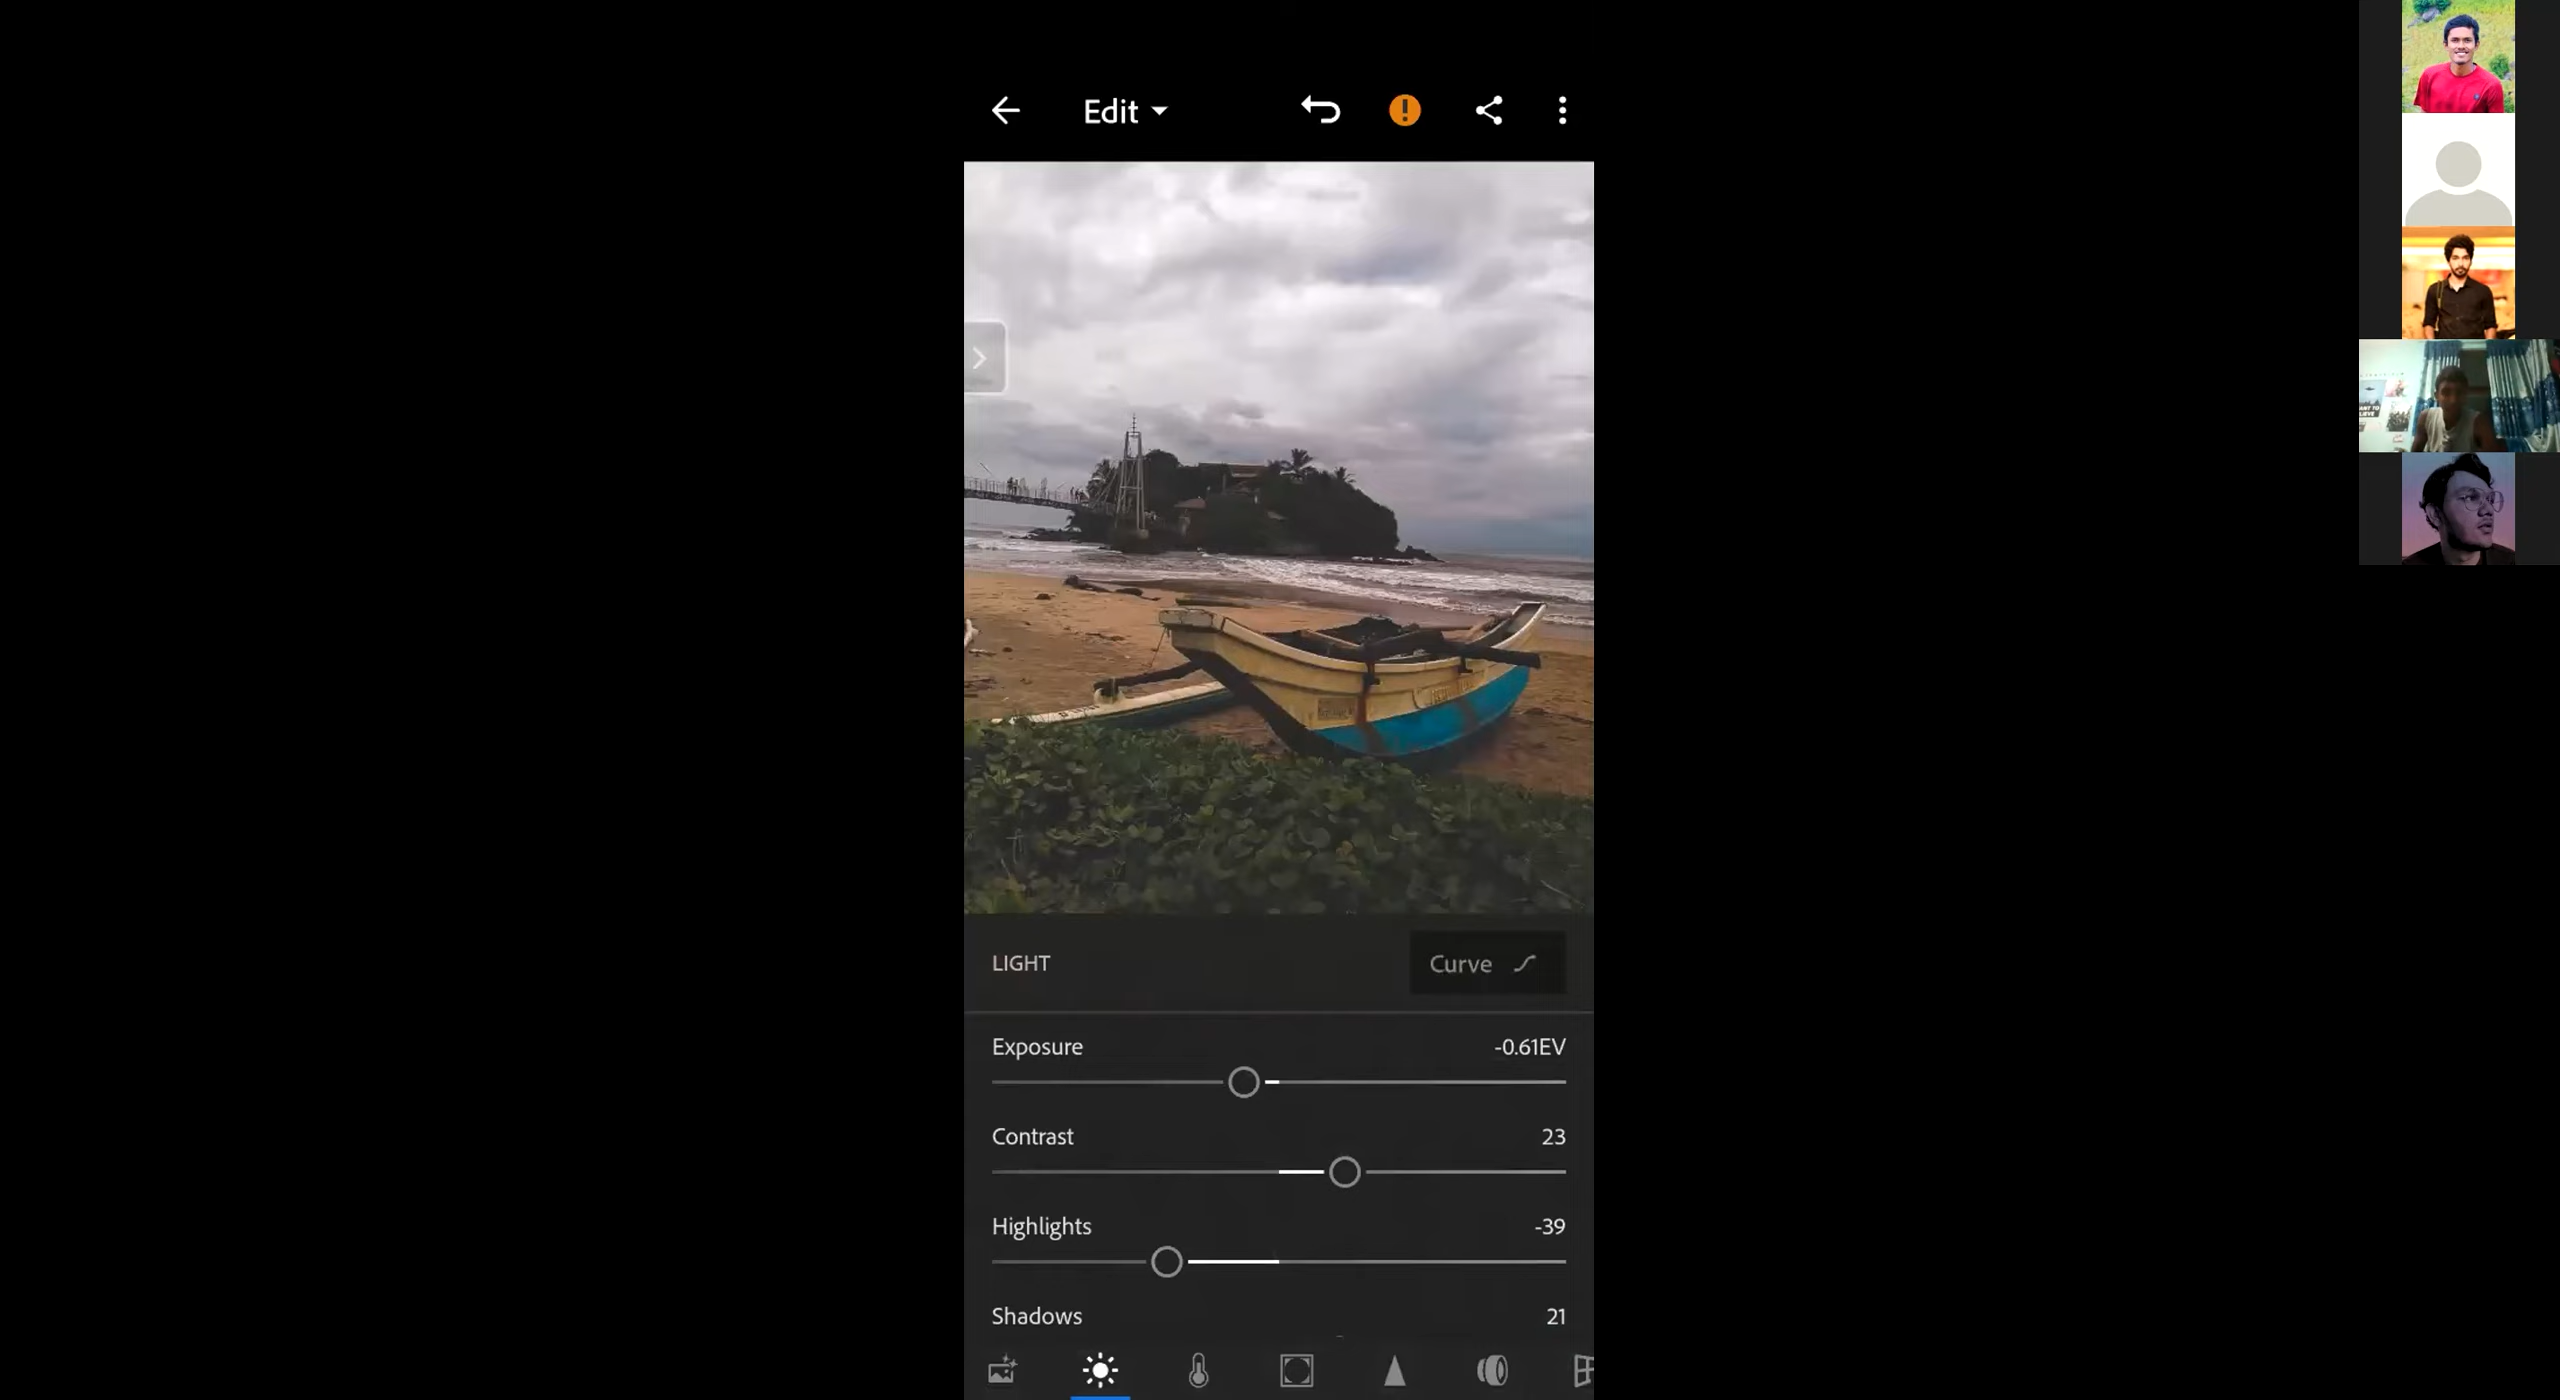 Edit
LIGHT
Curve
Exposure -0.61EV
Contrast 23
Highlights -39
Shadows 21